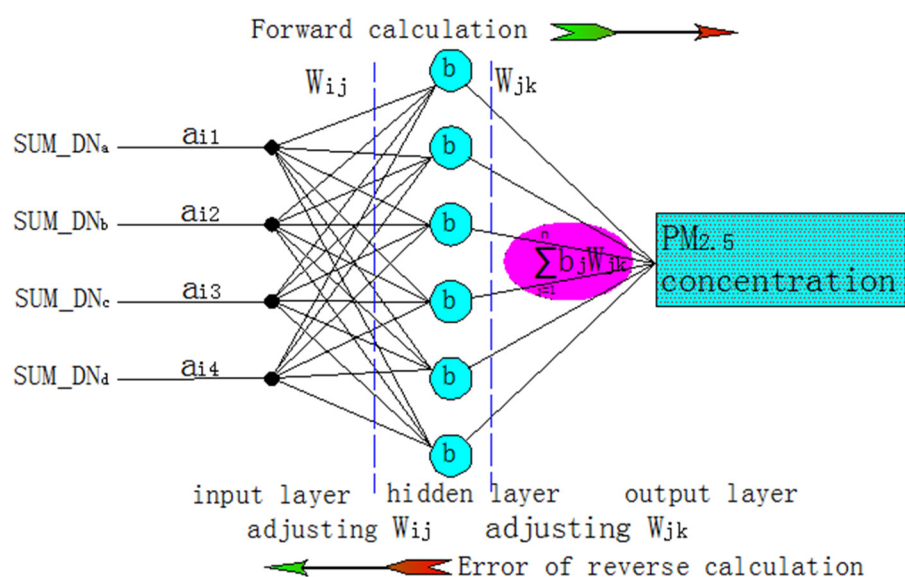 Forward calculation
Wij
Wjk
b
SUM_DNa
ai1
b
SUM_DNb
ai2
b
n
∑bjWjk
PM2.5
concentration
SUM_DNc
ai3
b
SUM_DNd
ai4
b
b
input layer
hidden layer
output layer
adjusting Wij
adjusting Wjk
Error of reverse calculation